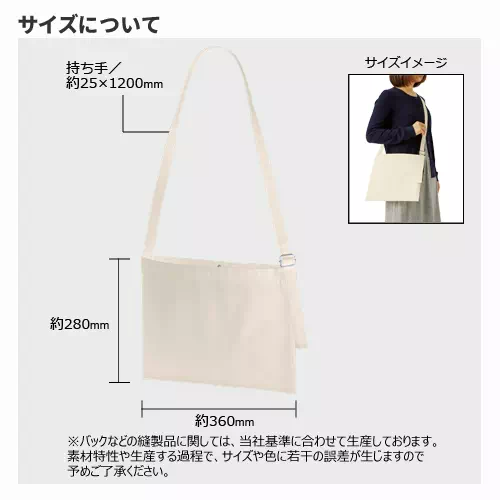 サイズについて
持ち手／
約25×1200mm
サイズイメージ
約280mm
約360mm
※バックなどの縫製品に関しては、当社基準に合わせて生産しております。
素材特性や生産する過程で、サイズや色に若干の誤差が生じますので
予めご了承ください。